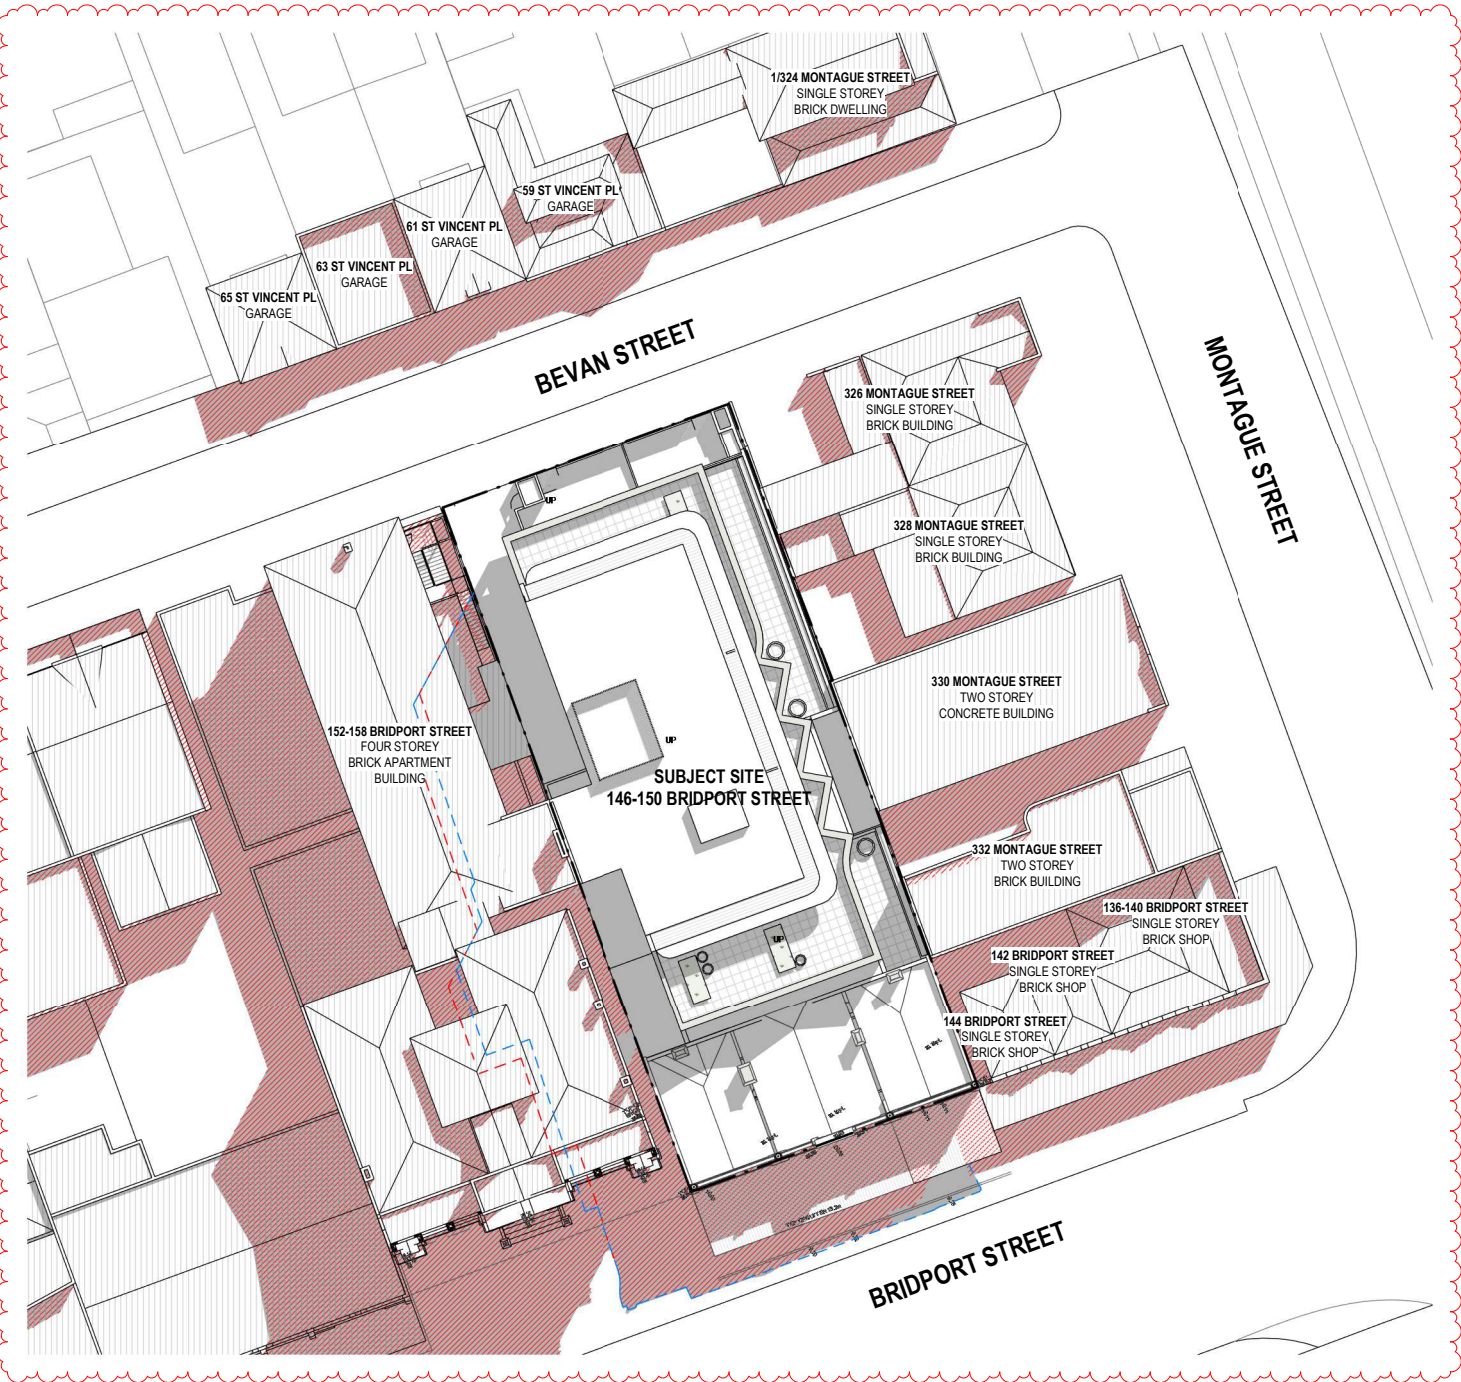 1/324 MONTAGUE STREET
SINGLE STOREY
BRICK DWELLING
59 ST VINCENT PL
GARAGE
61 ST VINCENT PL
GARAGE
63 ST VINCENT PL
GARAGE
65 ST VINCENT PL
GARAGE
BEVAN STREET
MONTAGUE STREET
326 MONTAGUE STREET
SINGLE STOREY
BRICK BUILDING
UP
328 MONTAGUE STREET
SINGLE STOREY
BRICK BUILDING
330 MONTAGUE STREET
TWO STOREY
CONCRETE BUILDING
152-158 BRIDPORT STREET
FOUR STOREY
BRICK APARTMENT
BUILDING
UP
SUBJECT SITE
146-150 BRIDPORT STREET
332 MONTAGUE STREET
TWO STOREY
BRICK BUILDING
136-140 BRIDPORT STREET
SINGLE STOREY
BRICK SHOP
UP
142 BRIDPORT STREET
SINGLE STOREY
BRICK SHOP
144 BRIDPORT STREET
SINGLE STOREY
BRICK SHOP
BRIDPORT STREET